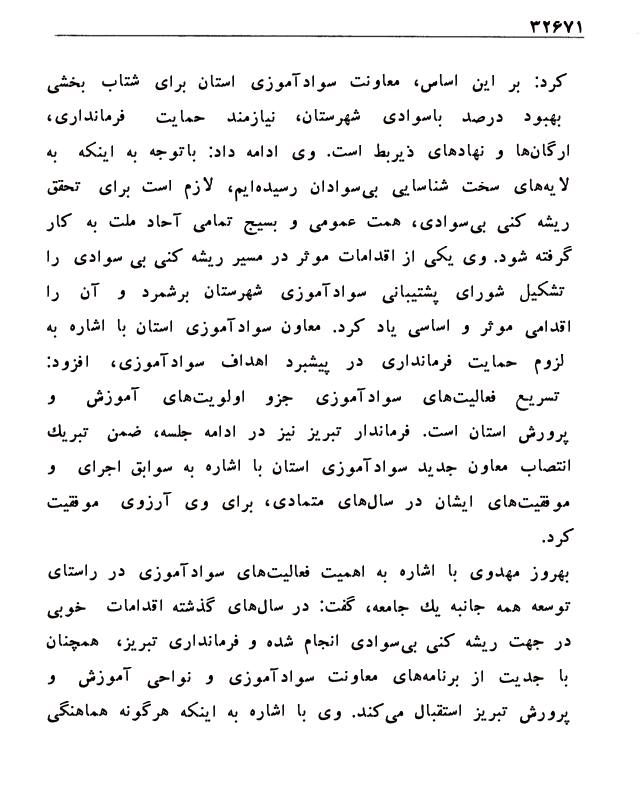 ۳۲۶۷۱
کرد: بر این اساس، معاونت سوادآموزی استان برای شتاب بخشی
بهبود درصد باسوادی شهرستان، نیازمند حمایت فرمانداری،
ارگان‌ها و نهادهای ذیربط است. وی ادامه داد: باتوجه به اینکه به
لایه‌های سخت شناسایی بی‌سوادان رسیده‌ایم، لازم است برای تحقق
ریشه کنی بی‌سوادی، همت عمومی و بسیج تمامی آحاد ملت به کار
گرفته شود. وی یکی از اقدامات موثر در مسیر ریشه کنی بی سوادی را
تشکیل شورای پشتیبانی سوادآموزی شهرستان برشمرد و آن را
اقدامی موثر و اساسی یاد کرد. معاون سوادآموزی استان با اشاره به
لزوم حمایت فرمانداری در پیشبرد اهداف سوادآموزی، افزود:
تسریع فعالیت‌های سوادآموزی جزو اولویت‌های آموزش و
پرورش استان است. فرماندار تبریز نیز در ادامه جلسه، ضمن تبریك
انتصاب معاون جدید سوادآموزی استان با اشاره به سوابق اجرای و
موفقیت‌های ایشان در سال‌های متمادی، برای وی آرزوی موفقیت
کرد.
بهروز مهدوی با اشاره به اهمیت فعالیت‌های سوادآموزی در راستای
توسعه همه جانبه یك جامعه، گفت: در سال‌های گذشته اقدامات خوبی
در جهت ریشه کنی بی‌سوادی انجام شده و فرمانداری تبریز، همچنان
با جدیت از برنامه‌های معاونت سوادآموزی و نواحی آموزش و
پرورش تبریز استقبال می‌کند. وی با اشاره به اینکه هرگونه هماهنگی